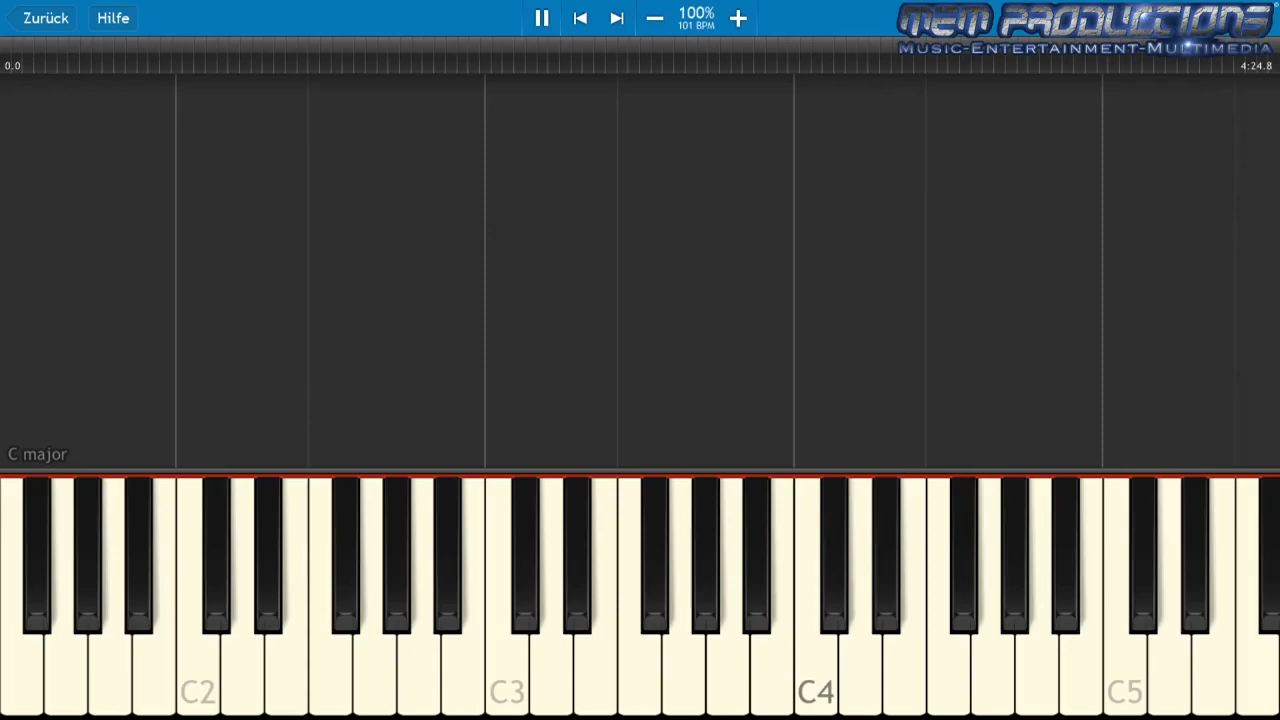 Zurück
Hilfe
100%
101 BPM
MEM PRODUCTIONS
MUSIC-ENTERTAINMENT-MULTIMEDIA
0.0
4:24.8
C major
C2
C3
C4
C5